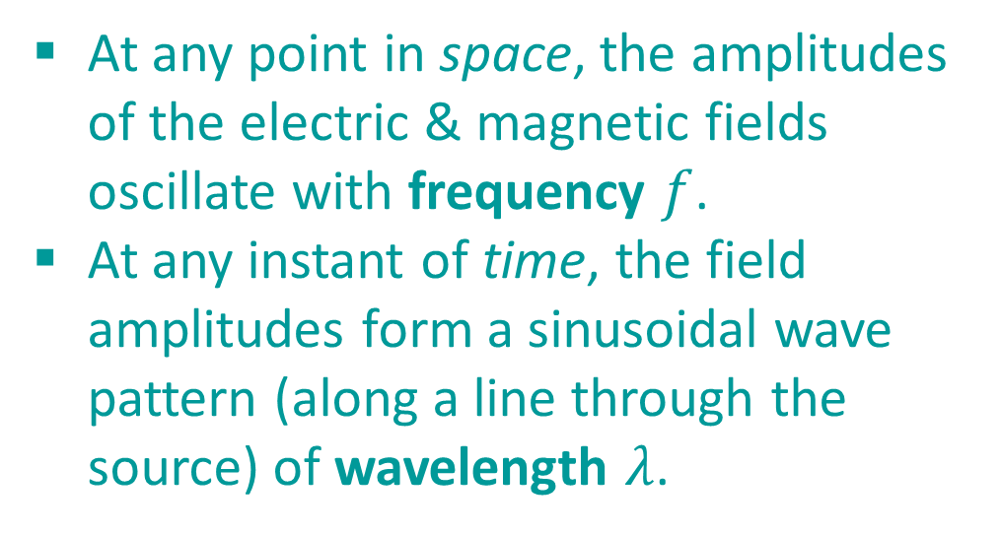 ▪ At any point in space, the amplitudes
of the electric & magnetic fields
oscillate with frequency f.
▪ At any instant of time, the field
amplitudes form a sinusoidal wave
pattern (along a line through the
source) of wavelength λ.